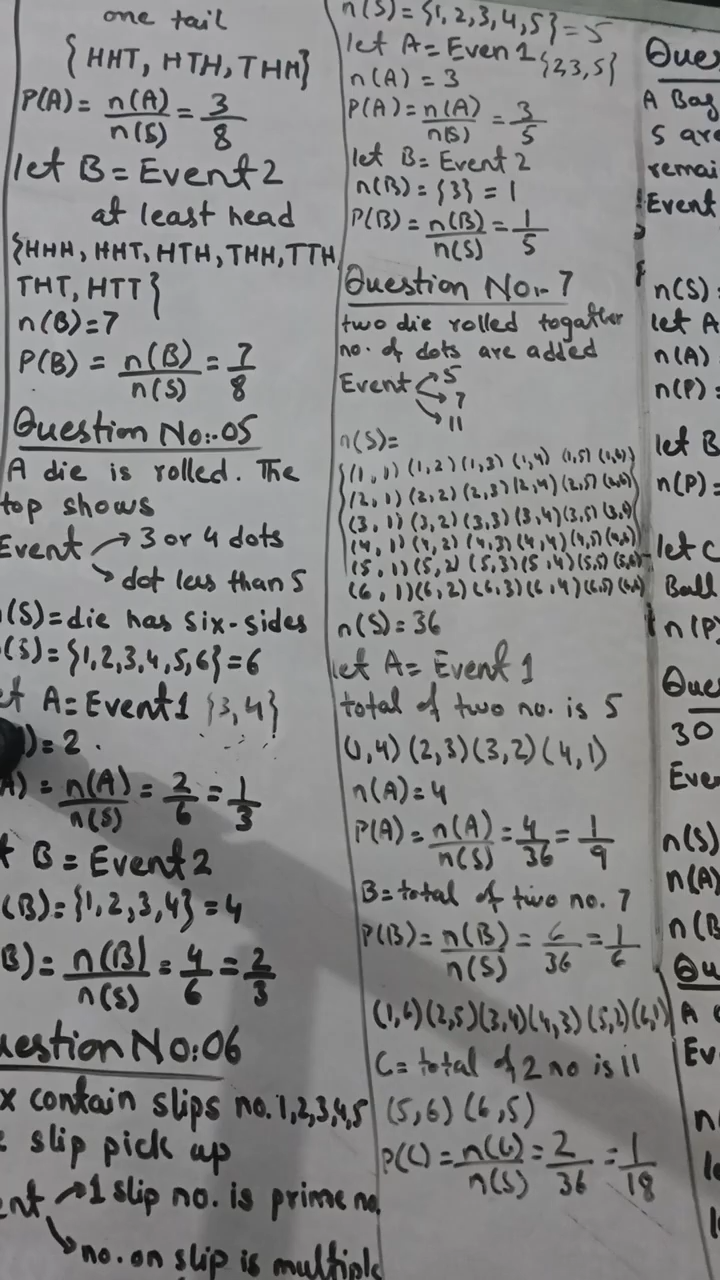 one tail
{HHT, HTH, THH}
P(A) = n(A)/n(S) = 3/8
let B = Event 2
at least head
{HHH, HHT, HTH, THH, TTH,
THT, HTT}
n(B)=7
P(B) = n(B)/n(S) = 7/8
Question No:-05
A die is rolled. The
top shows
Event → 3 or 4 dots
→ dot less than 5
(S)=die has six-sides
(S)={1,2,3,4,5,6}=6
et A=Event 1 {3,4}
)=2.
A) = n(A)/n(S) = 2/6 = 1/3
t B = Event 2
(B)={1,2,3,4}=4
B) = n(B)/n(S) = 4/6 = 2/3
uestion No:06
x contain slips no. 1,2,3,4,5
slip pick up
ent → 1 slip no. is prime no.
→ no. on slip is multiple
n(S)={1,2,3,4,5}=5
let A=Even 1 {2,3,5}
n(A) = 3
P(A) = n(A)/n(S) = 3/5
let B= Event 2
n(B) = {3} = 1
P(B) = n(B)/n(S) = 1/5
Question No:- 7
two die rolled togather
no. of dots are added
Event → 5
→ 7
→ 11
n(S)=
{(1,1)(1,2)(1,3)(1,4)(1,5)(1,6)
(2,1)(2,2)(2,3)(2,4)(2,5)(2,6)
(3,1)(3,2)(3,3)(3,4)(3,5)(3,6)
(4,1)(4,2)(4,3)(4,4)(4,5)(4,6)
(5,1)(5,2)(5,3)(5,4)(5,5)(5,6)
(6,1)(6,2)(6,3)(6,4)(6,5)(6,6)
n(S)=36
let A= Event 1
total of two no. is 5
(1,4)(2,3)(3,2)(4,1)
n(A)=4
P(A) = n(A)/n(S) = 4/36 = 1/9
B=total of two no. 7
P(B) = n(B)/n(S) = 6/36 = 1/6
(1,6)(2,5)(3,4)(4,3)(5,2)(6,1)
C= total of 2 no is 11
(5,6)(6,5)
P(C) = n(C)/n(S) = 2/36 = 1/18
Ques
A Bag
5 are
remai
Event
n(S)=
let A
n(A)
n(P)=
let B
n(P)=
let C
Ball
n(P)
Ques
30
Even
n(S)
n(A)
n(B
Qu
A
Ev
n
le